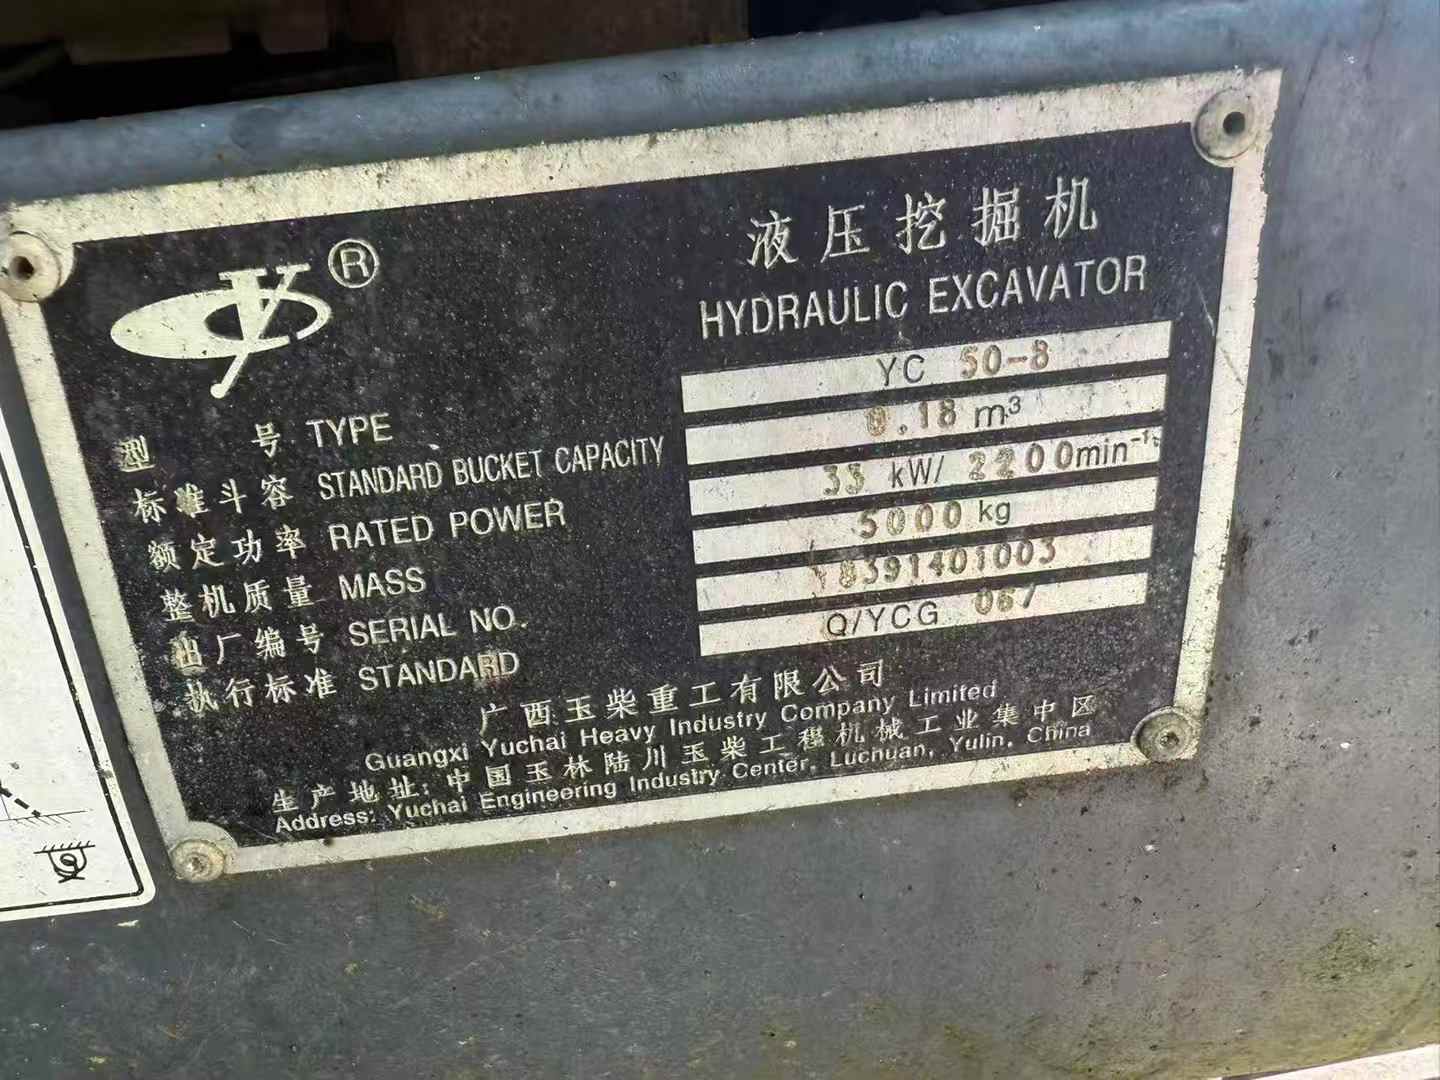 ®
液压挖掘机
HYDRAULIC EXCAVATOR
型 号 TYPE YC 50-8
标准斗容 STANDARD BUCKET CAPACITY 0.18 m³
额定功率 RATED POWER 33 kW/ 2200min⁻¹
整机质量 MASS 5000 kg
出厂编号 SERIAL NO.
执行标准 STANDARD Q/YCG
广西玉柴重工有限公司
Guangxi Yuchai Heavy Industry Company Limited
生产地址: 中国玉林陆川玉柴工程机械工业集中区
Address: Yuchai Engineering Industry Center, Luchuan, Yulin, China